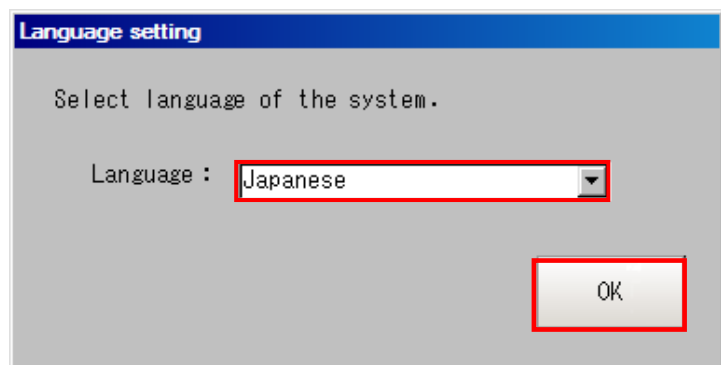 Language setting
Select language of the system.
Language： Japanese
OK